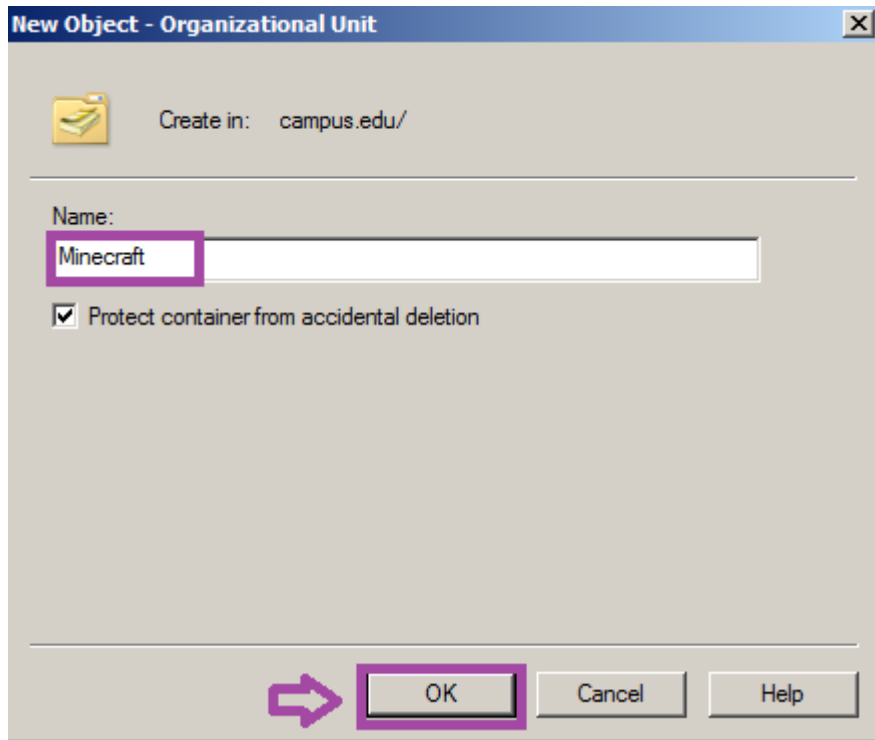 New Object - Organizational Unit
Create in: campus.edu/
Name:
Minecraft
Protect container from accidental deletion
OK Cancel Help